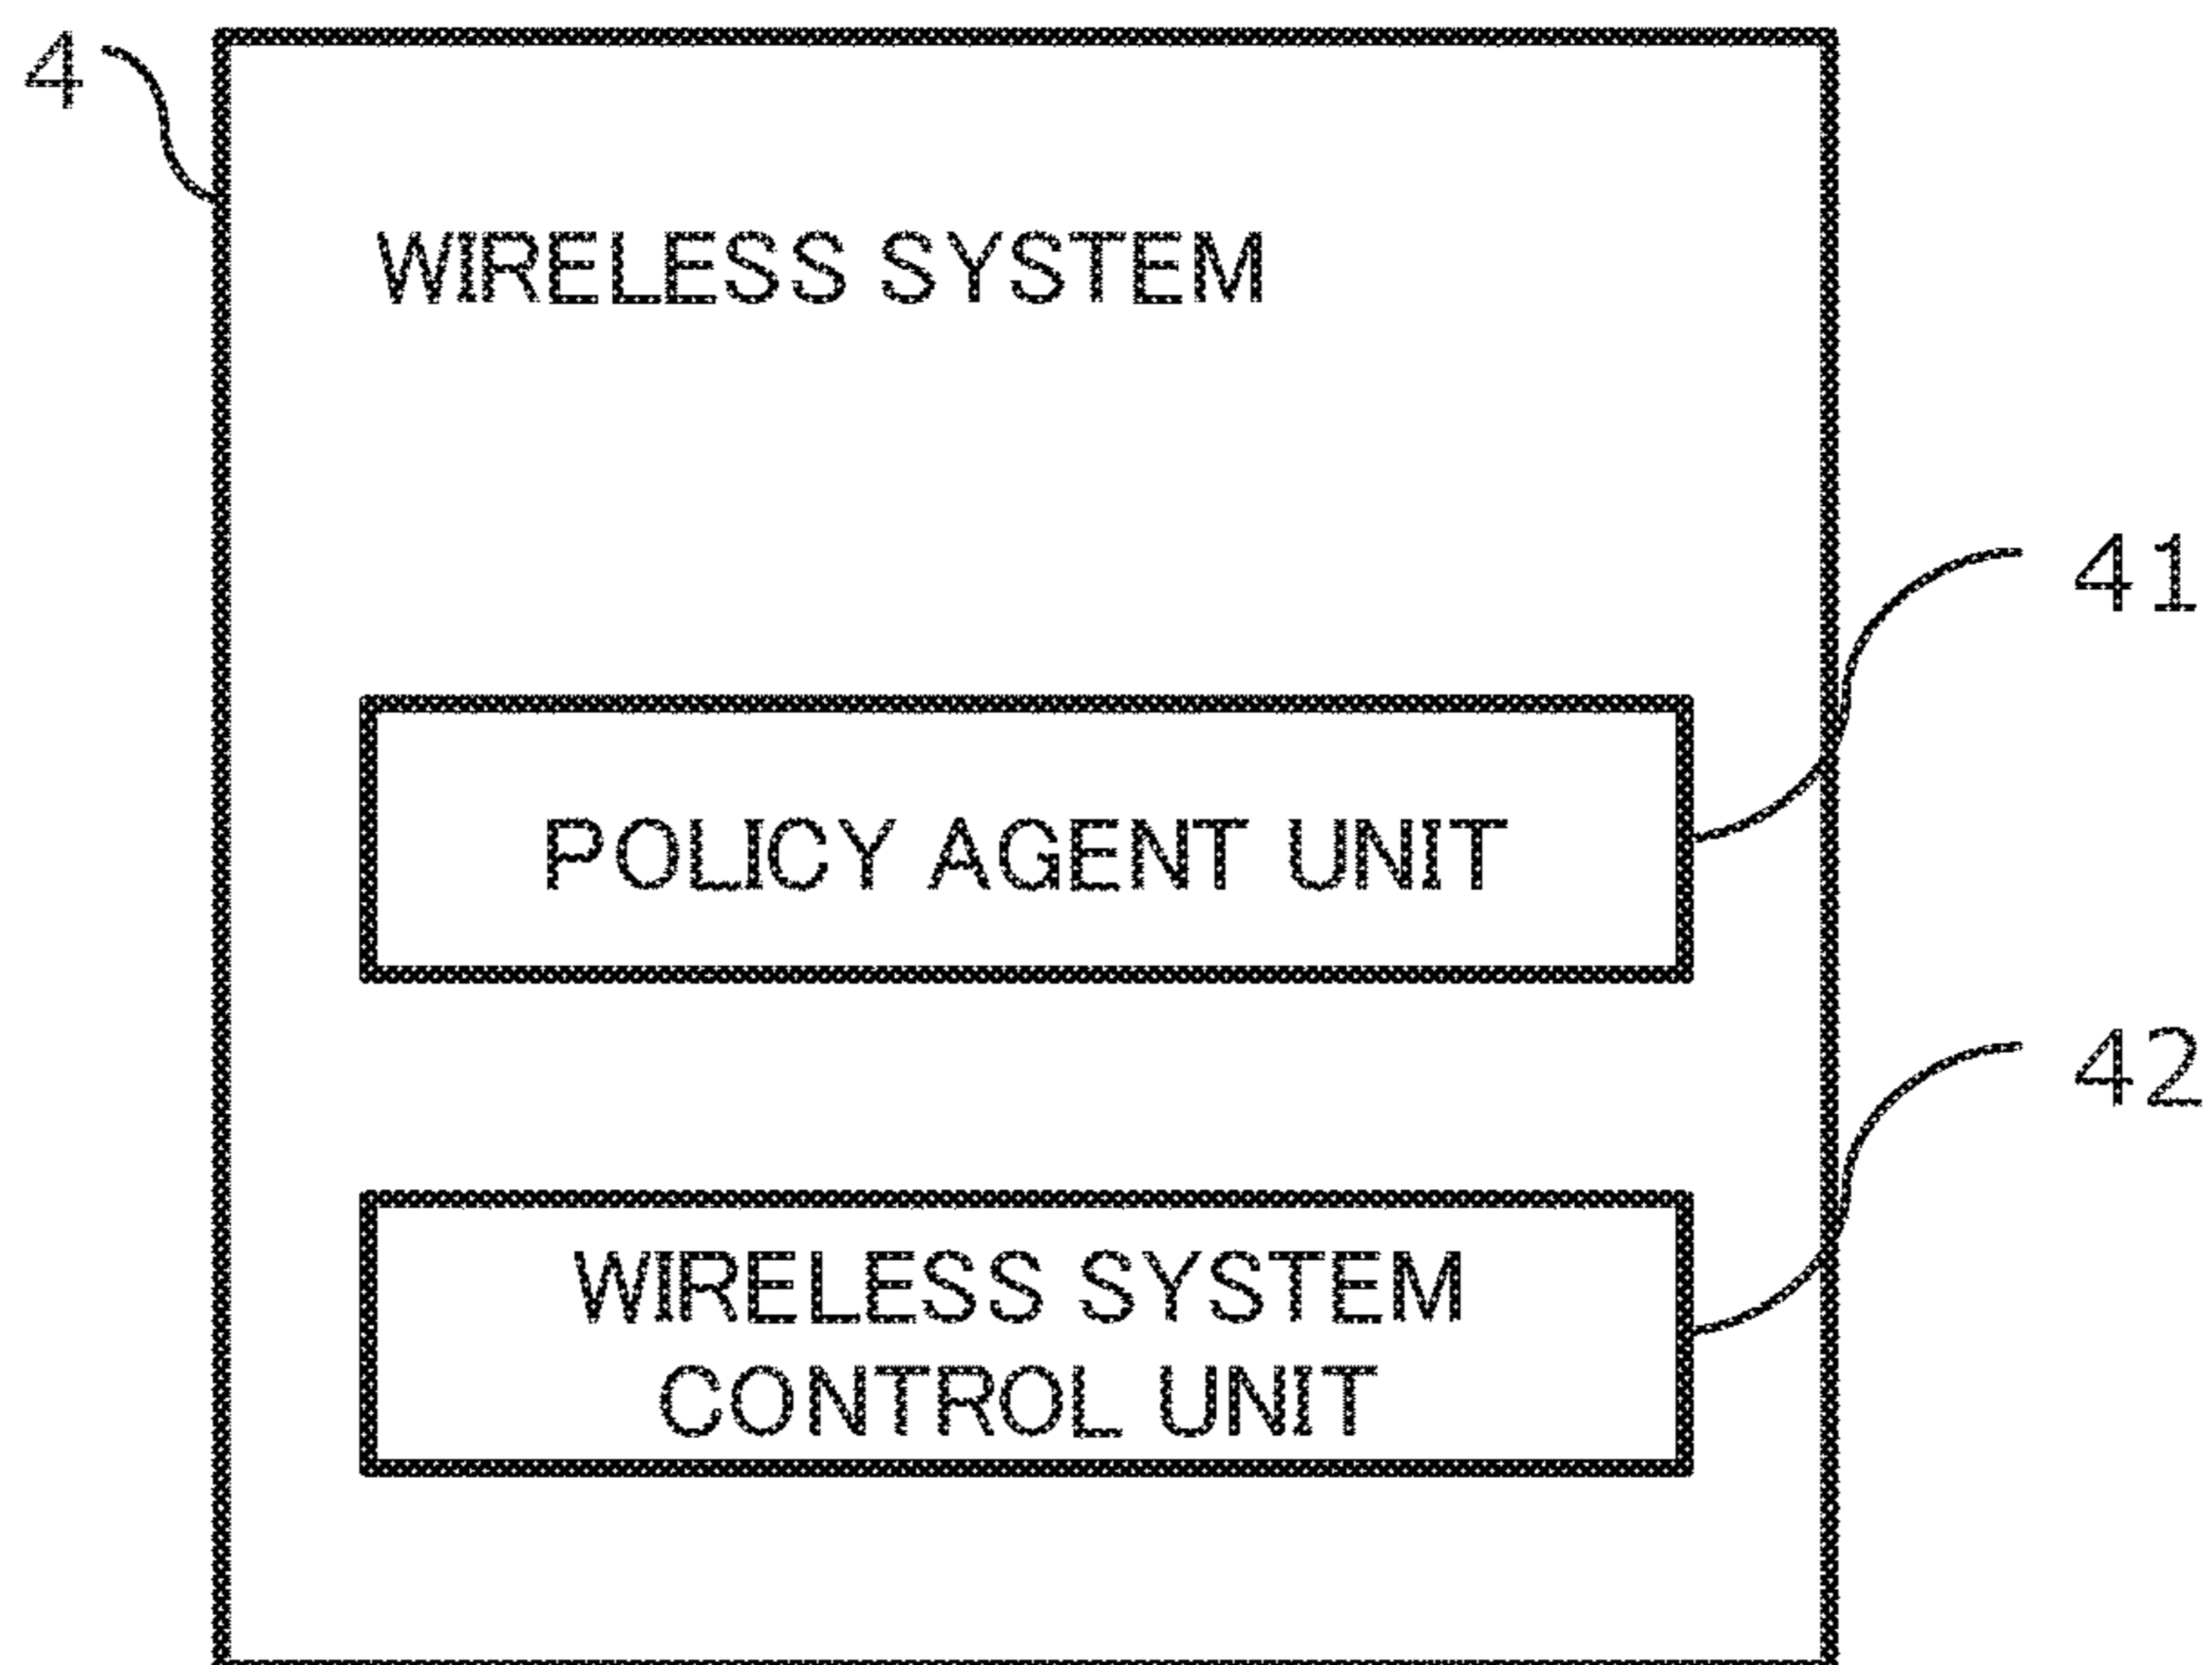 4
WIRELESS SYSTEM
41
POLICY AGENT UNIT
42
WIRELESS SYSTEM
CONTROL UNIT